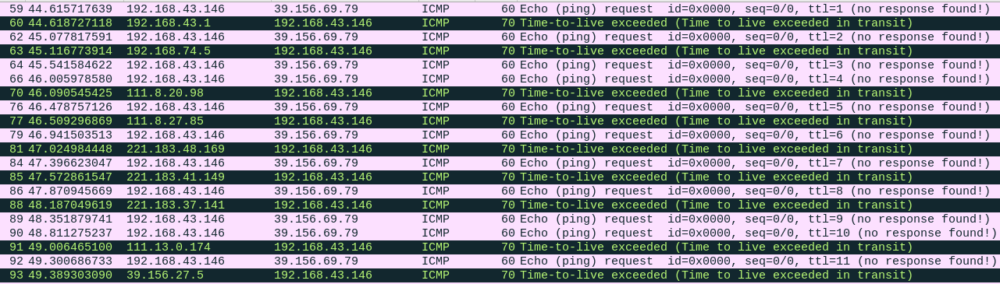 59 44.615717639 192.168.43.146 39.156.69.79 ICMP 60 Echo (ping) request id=0x0000, seq=0/0, ttl=1 (no response found!)
60 44.618727118 192.168.43.1 192.168.43.146 ICMP 70 Time-to-live exceeded (Time to live exceeded in transit)
62 45.077817591 192.168.43.146 39.156.69.79 ICMP 60 Echo (ping) request id=0x0000, seq=0/0, ttl=2 (no response found!)
63 45.116773914 192.168.74.5 192.168.43.146 ICMP 70 Time-to-live exceeded (Time to live exceeded in transit)
64 45.541584622 192.168.43.146 39.156.69.79 ICMP 60 Echo (ping) request id=0x0000, seq=0/0, ttl=3 (no response found!)
66 46.005978580 192.168.43.146 39.156.69.79 ICMP 60 Echo (ping) request id=0x0000, seq=0/0, ttl=4 (no response found!)
70 46.090545425 111.8.20.98 192.168.43.146 ICMP 70 Time-to-live exceeded (Time to live exceeded in transit)
76 46.478757126 192.168.43.146 39.156.69.79 ICMP 60 Echo (ping) request id=0x0000, seq=0/0, ttl=5 (no response found!)
77 46.509296869 111.8.27.85 192.168.43.146 ICMP 70 Time-to-live exceeded (Time to live exceeded in transit)
79 46.941503513 192.168.43.146 39.156.69.79 ICMP 60 Echo (ping) request id=0x0000, seq=0/0, ttl=6 (no response found!)
81 47.024984448 221.183.48.169 192.168.43.146 ICMP 70 Time-to-live exceeded (Time to live exceeded in transit)
84 47.396623047 192.168.43.146 39.156.69.79 ICMP 60 Echo (ping) request id=0x0000, seq=0/0, ttl=7 (no response found!)
85 47.572861547 221.183.41.149 192.168.43.146 ICMP 70 Time-to-live exceeded (Time to live exceeded in transit)
86 47.870945669 192.168.43.146 39.156.69.79 ICMP 60 Echo (ping) request id=0x0000, seq=0/0, ttl=8 (no response found!)
88 48.187049619 221.183.37.141 192.168.43.146 ICMP 70 Time-to-live exceeded (Time to live exceeded in transit)
89 48.351879741 192.168.43.146 39.156.69.79 ICMP 60 Echo (ping) request id=0x0000, seq=0/0, ttl=9 (no response found!)
90 48.811275237 192.168.43.146 39.156.69.79 ICMP 60 Echo (ping) request id=0x0000, seq=0/0, ttl=10 (no response found!)
91 49.006465100 111.13.0.174 192.168.43.146 ICMP 70 Time-to-live exceeded (Time to live exceeded in transit)
92 49.300686733 192.168.43.146 39.156.69.79 ICMP 60 Echo (ping) request id=0x0000, seq=0/0, ttl=11 (no response found!)
93 49.389303090 39.156.27.5 192.168.43.146 ICMP 70 Time-to-live exceeded (Time to live exceeded in transit)